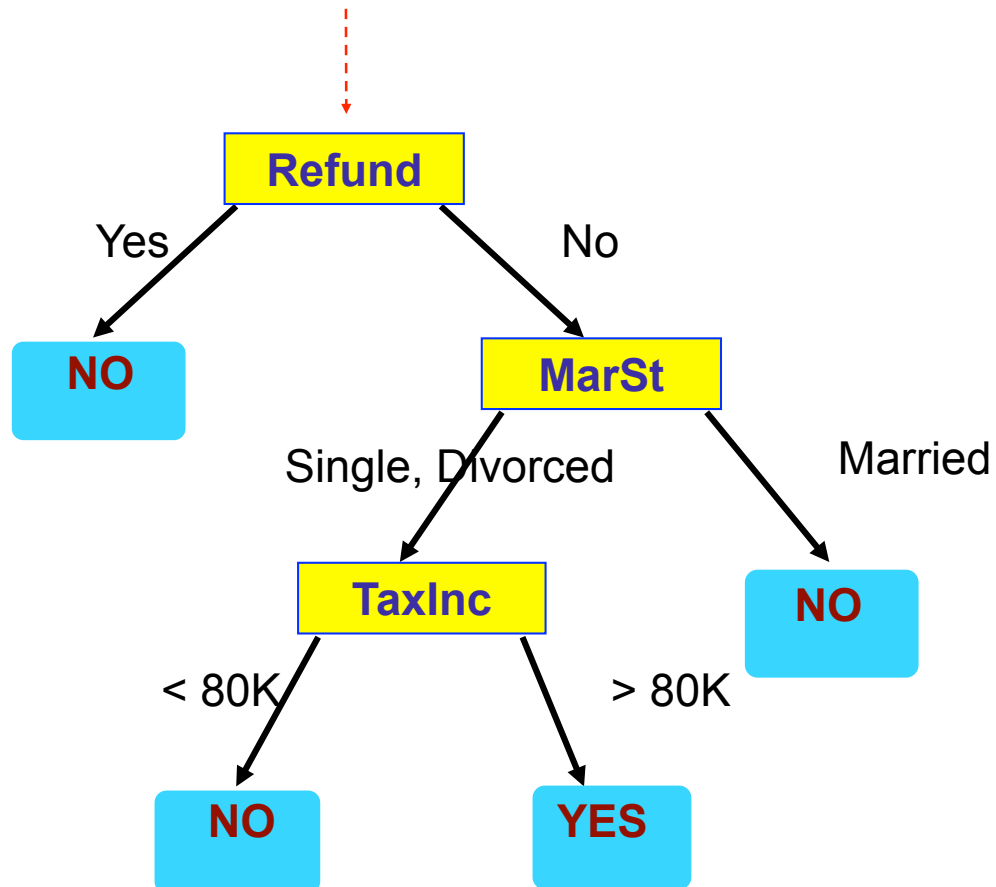 Refund
Yes
No
NO
MarSt
Single, Divorced
Married
TaxInc
NO
< 80K
> 80K
NO
YES